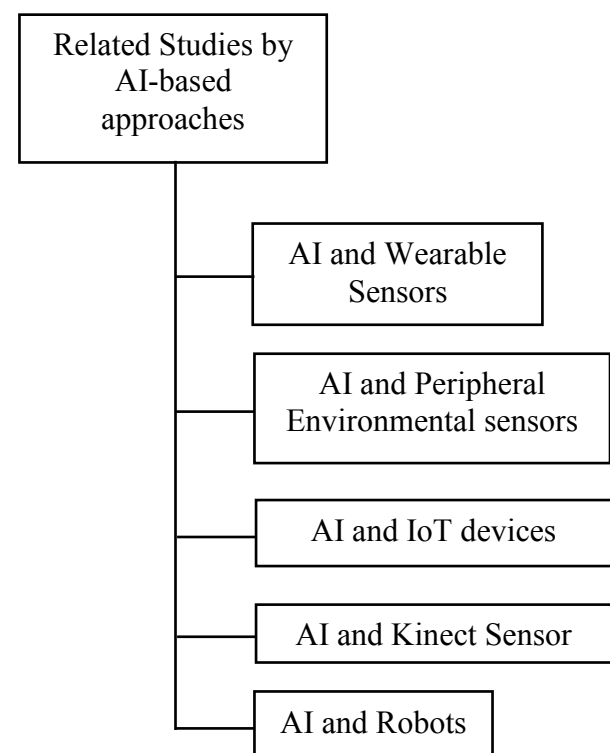 Related Studies by
AI-based
approaches
AI and Wearable
Sensors
AI and Peripheral
Environmental sensors
AI and IoT devices
AI and Kinect Sensor
AI and Robots